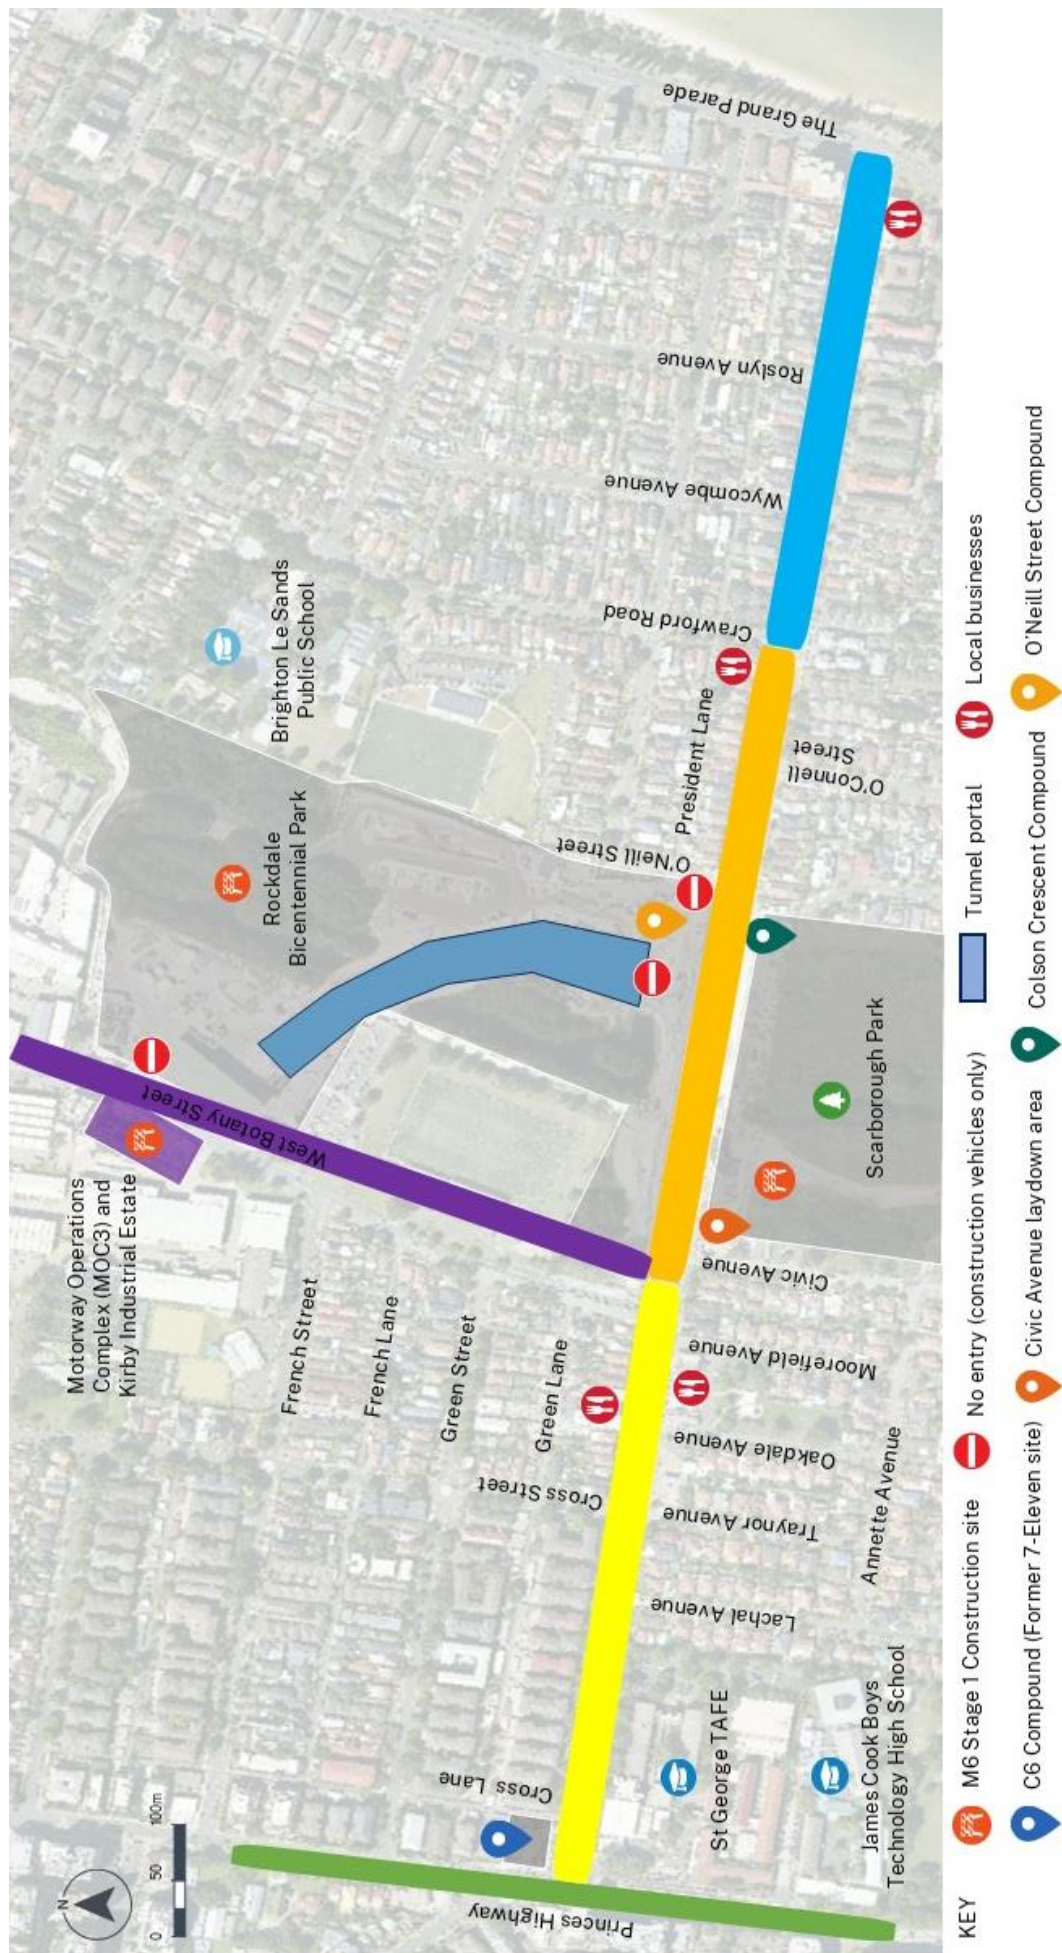 N
0 50 100m
Princes Highway
Cross Lane
St George TAFE
James Cook Boys
Technology High School
Lachal Avenue
Traynor Avenue
Annette Avenue
Oakdale Avenue
Moorefield Avenue
Cross Street
Green Lane
Green Street
French Lane
French Street
Motorway Operations
Complex (MOC3) and
Kirby Industrial Estate
West Botany Street
Civic Avenue
Scarborough Park
Rockdale
Bicentennial Park
O'Neill Street
President Lane
O'Connell
Street
Brighton Le Sands
Public School
Crawford Road
Wycombe Avenue
Roslyn Avenue
The Grand Parade
KEY
M6 Stage 1 Construction site
No entry (construction vehicles only)
Tunnel portal
Local businesses
C6 Compound (Former 7-Eleven site)
Civic Avenue laydown area
Colson Crescent Compound
O'Neill Street Compound